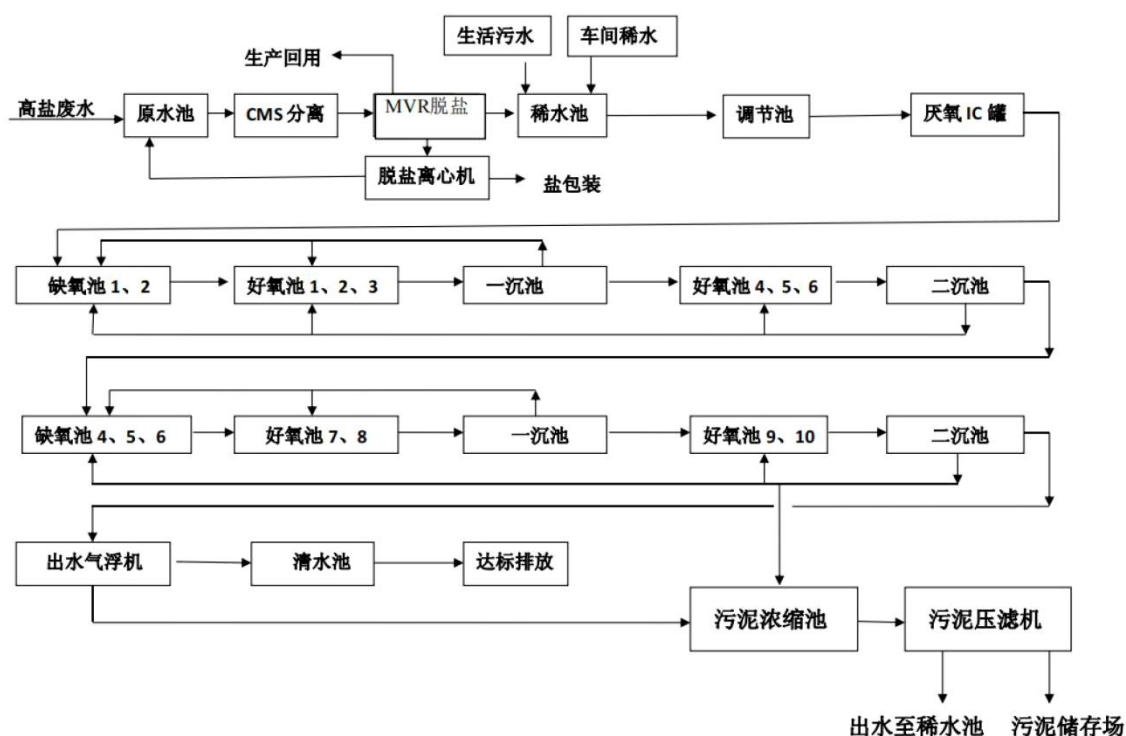 生活污水
车间稀水
生产回用
高盐废水
原水池
CMS 分离
MVR脱盐
稀水池
调节池
厌氧 IC 罐
脱盐离心机
盐包装
缺氧池 1、2
好氧池 1、2、3
一沉池
好氧池 4、5、6
二沉池
缺氧池 4、5、6
好氧池 7、8
一沉池
好氧池 9、10
二沉池
出水气浮机
清水池
达标排放
污泥浓缩池
污泥压滤机
出水至稀水池
污泥储存场